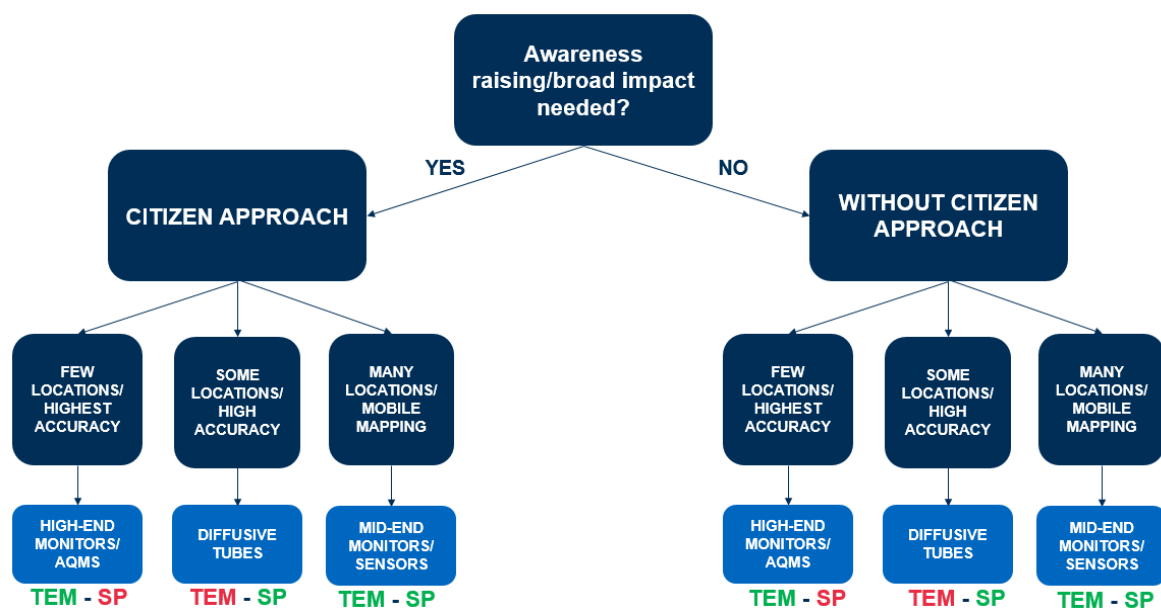 Awareness
raising/broad impact
needed?
YES
NO
CITIZEN APPROACH
WITHOUT CITIZEN
APPROACH
FEW
LOCATIONS/
HIGHEST
ACCURACY
SOME
LOCATIONS/
HIGH
ACCURACY
MANY
LOCATIONS/
MOBILE
MAPPING
FEW
LOCATIONS/
HIGHEST
ACCURACY
SOME
LOCATIONS/
HIGH
ACCURACY
MANY
LOCATIONS/
MOBILE
MAPPING
HIGH-END
MONITORS/
AQMS
DIFFUSIVE
TUBES
MID-END
MONITORS/
SENSORS
HIGH-END
MONITORS/
AQMS
DIFFUSIVE
TUBES
MID-END
MONITORS/
SENSORS
TEM - SP
TEM - SP
TEM - SP
TEM - SP
TEM - SP
TEM - SP